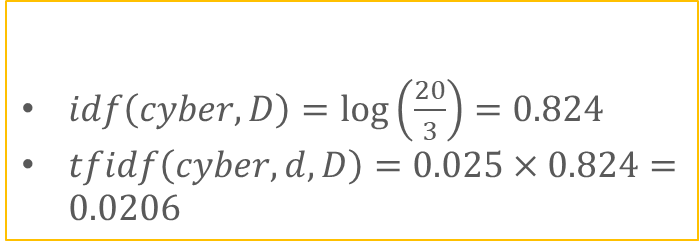 • idf(cyber, D) = log(20/3) = 0.824
• tfidf(cyber, d, D) = 0.025 × 0.824 =
0.0206